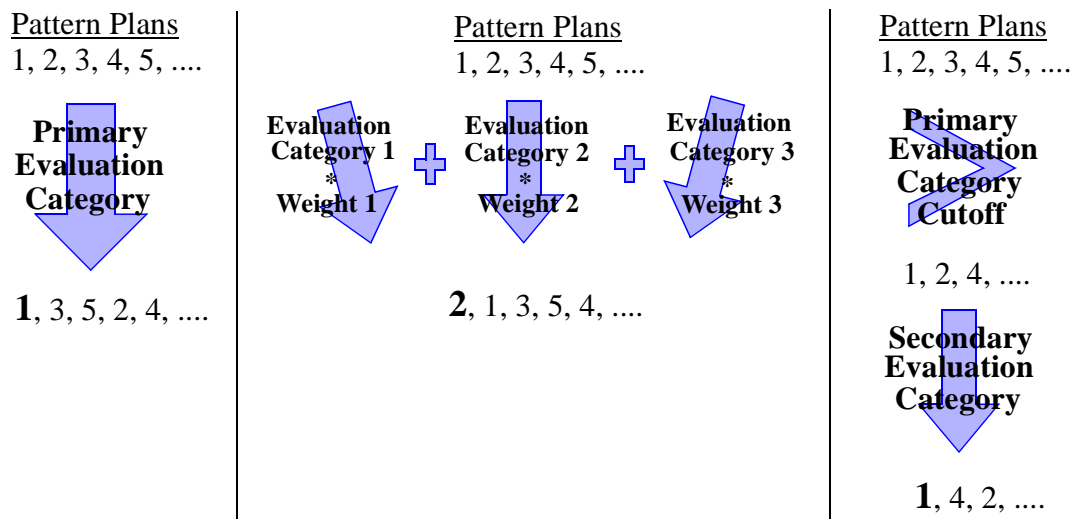 Pattern Plans
1, 2, 3, 4, 5, ....
Primary
Evaluation
Category
1, 3, 5, 2, 4, ....
Pattern Plans
1, 2, 3, 4, 5, ....
Evaluation
Category 1
*
Weight 1
Evaluation
Category 2
*
Weight 2
Evaluation
Category 3
*
Weight 3
2, 1, 3, 5, 4, ....
Pattern Plans
1, 2, 3, 4, 5, ....
Primary
Evaluation
Category
Cutoff
1, 2, 4, ....
Secondary
Evaluation
Category
1, 4, 2, ....